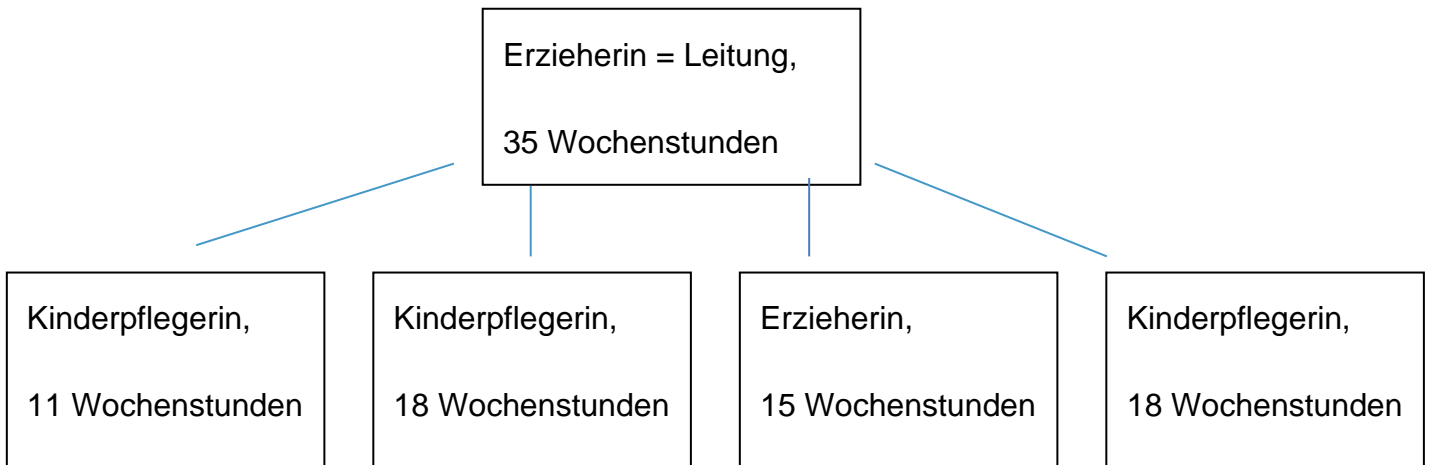 Erzieherin = Leitung,
35 Wochenstunden
Kinderpflegerin,
11 Wochenstunden
Kinderpflegerin,
18 Wochenstunden
Erzieherin,
15 Wochenstunden
Kinderpflegerin,
18 Wochenstunden